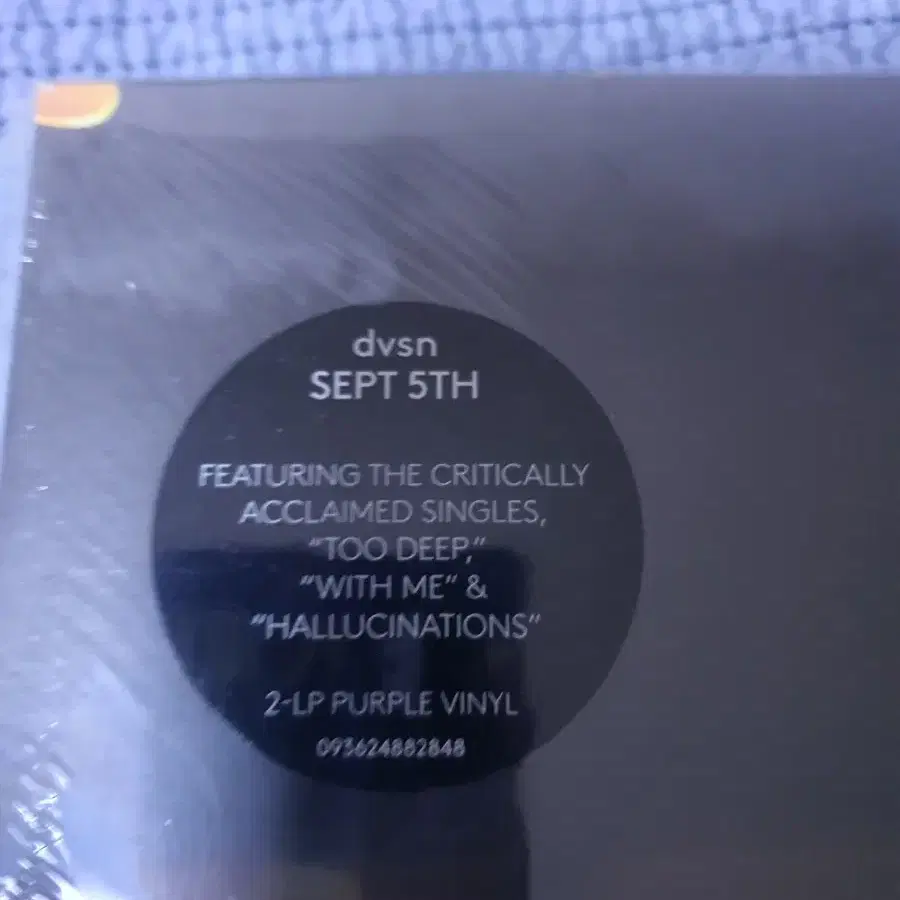 dvsn
SEPT 5TH
FEATURING THE CRITICALLY
ACCLAIMED SINGLES,
“TOO DEEP,”
“WITH ME” &
“HALLUCINATIONS”
2-LP PURPLE VINYL
093624882848